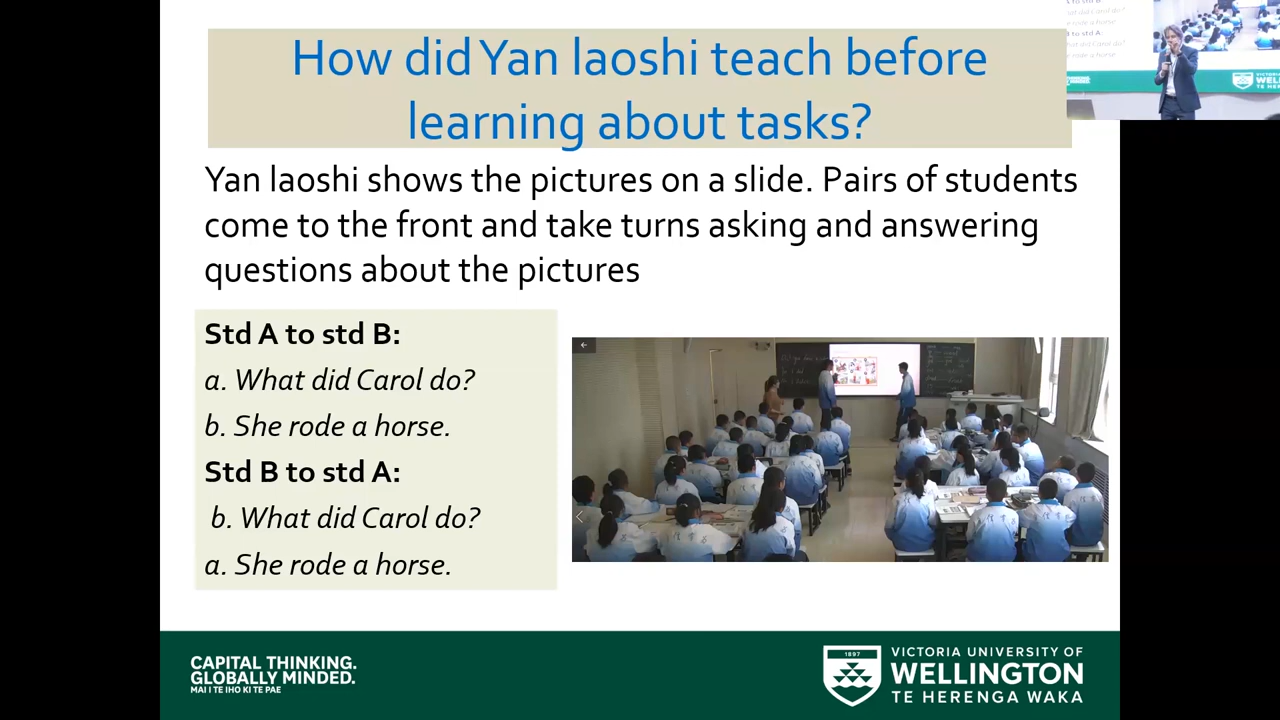 How did Yan laoshi teach before
learning about tasks?
Yan laoshi shows the pictures on a slide. Pairs of students
come to the front and take turns asking and answering
questions about the pictures
Std A to std B:
a. What did Carol do?
b. She rode a horse.
Std B to std A:
b. What did Carol do?
a. She rode a horse.
CAPITAL THINKING.
GLOBALLY MINDED.
MAI I TE IHO KI TE PAE
1897
VICTORIA UNIVERSITY OF
WELLINGTON
TE HERENGA WAKA